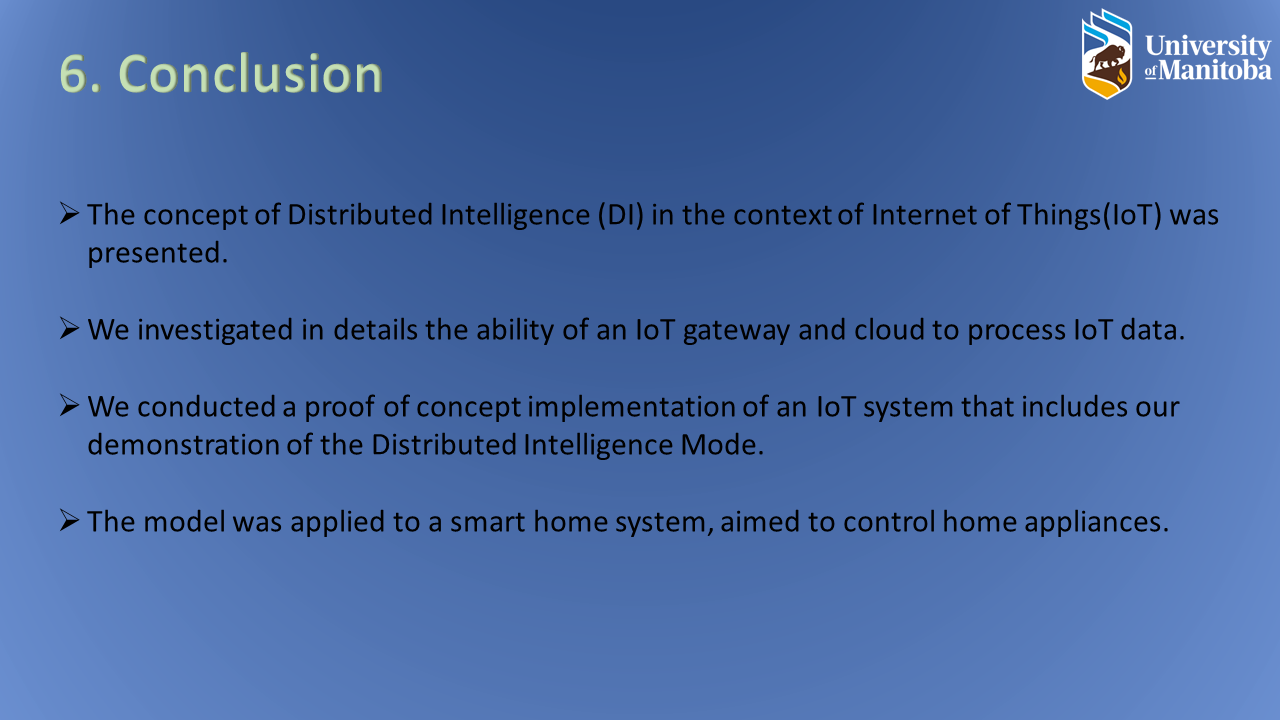 6. Conclusion
University
of Manitoba
➢ The concept of Distributed Intelligence (DI) in the context of Internet of Things(IoT) was
presented.
➢ We investigated in details the ability of an IoT gateway and cloud to process IoT data.
➢ We conducted a proof of concept implementation of an IoT system that includes our
demonstration of the Distributed Intelligence Mode.
➢ The model was applied to a smart home system, aimed to control home appliances.